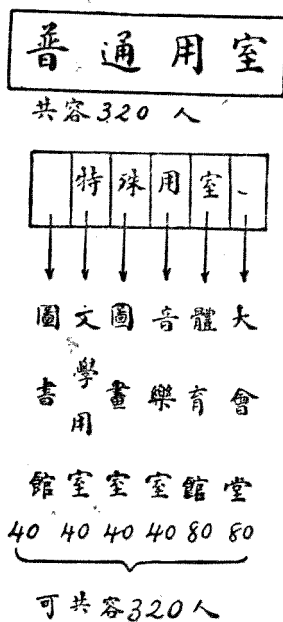 普通用室
共容320人
特殊用室、
圖書館
文學用室
圖畫室
音樂室
體育館
大會堂
40 40 40 40 80 80
可共容320人